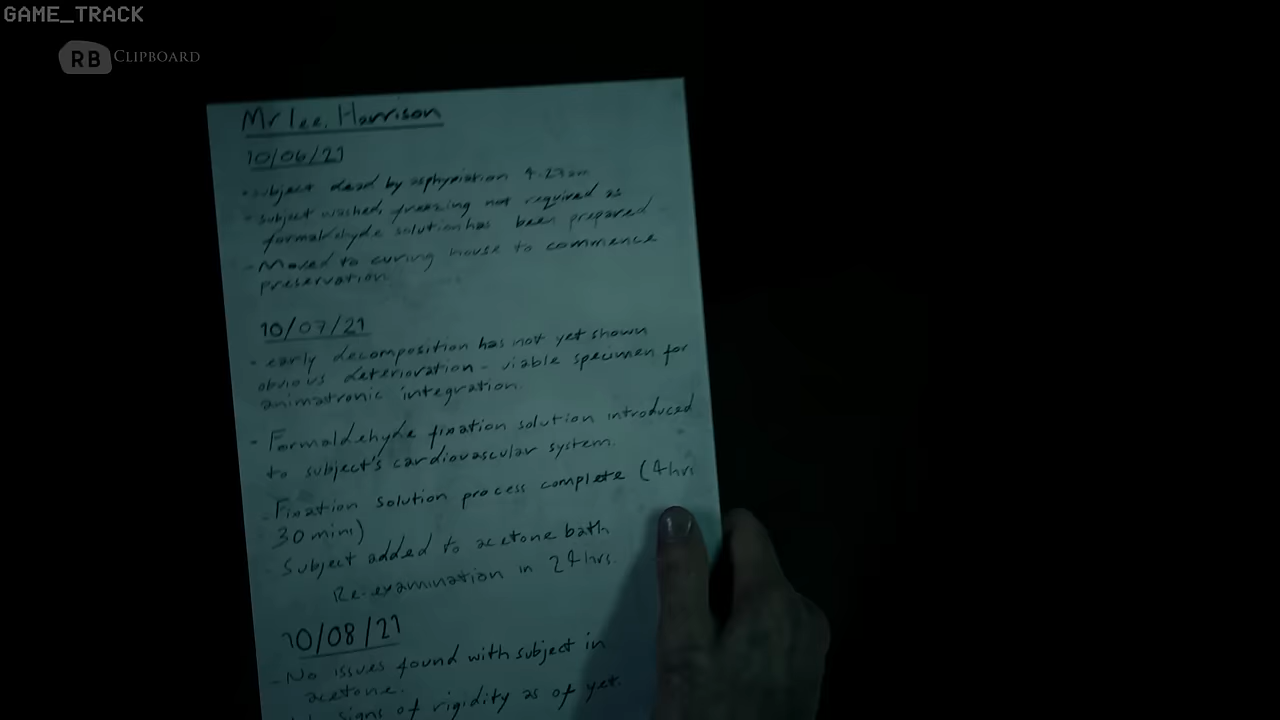 GAME_TRACK
RB CLIPBOARD
Mr lee. Harrison
10/06/21
- subject dead by asphyxiation 4.23am
- subject washed, freezing not required as
formaldehyde solution has been prepared
- Moved to curing house to commence
preservation.
10/07/21
- early decomposition has not yet shown
obvious deterioration - viable specimen for
animatronic integration.
- Formaldehyde fixation solution introduced
to subject's cardiovascular system.
- Fixation solution process complete (4hrs
30 mins)
- Subject added to acetone bath
Re-examination in 24hrs.
10/08/21
- No issues found with subject in
acetone.
signs of rigidity as of yet.